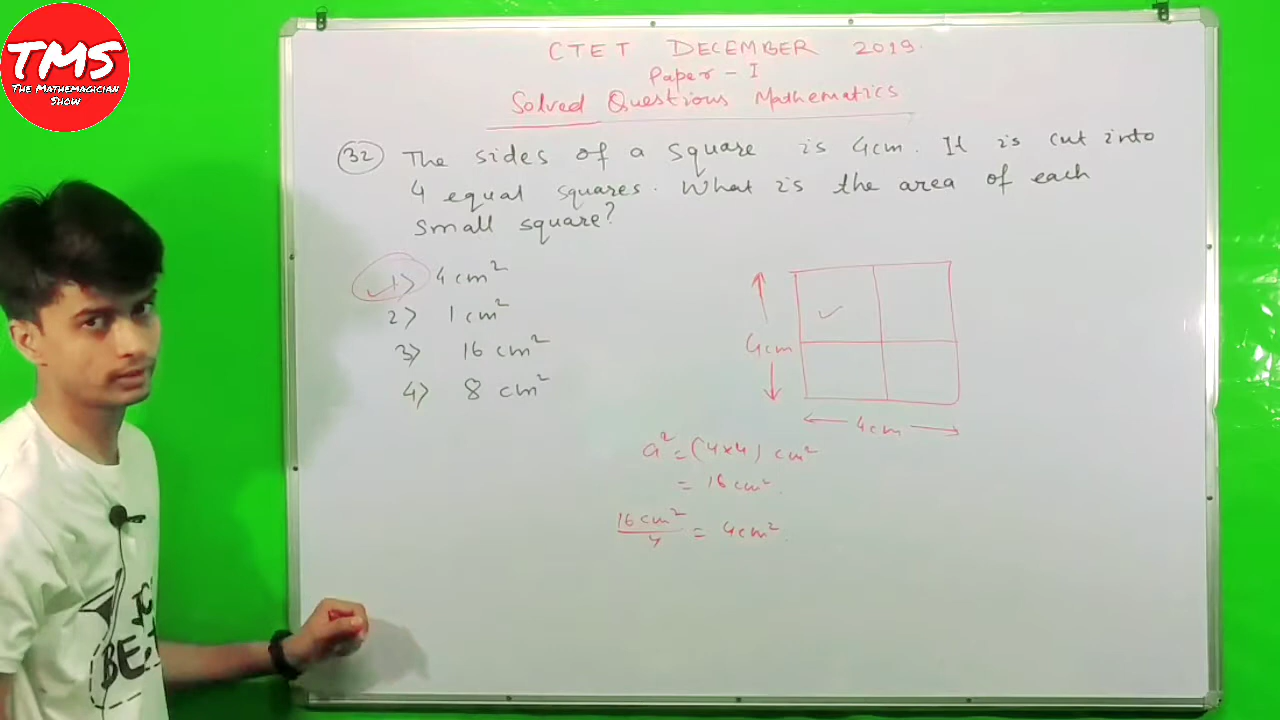 TMS
THE MATHEMAGICIAN
SHOW
CTET DECEMBER 2019.
Paper - I
Solved Questions Mathematics
32 The sides of a square is 4cm. It is cut into
4 equal squares. What is the area of each
small square?
1> 4 cm²
2> 1 cm²
3> 16 cm²
4> 8 cm²
4cm
4cm
a² = (4×4) cm²
= 16 cm².
16 cm²/4 = 4cm².